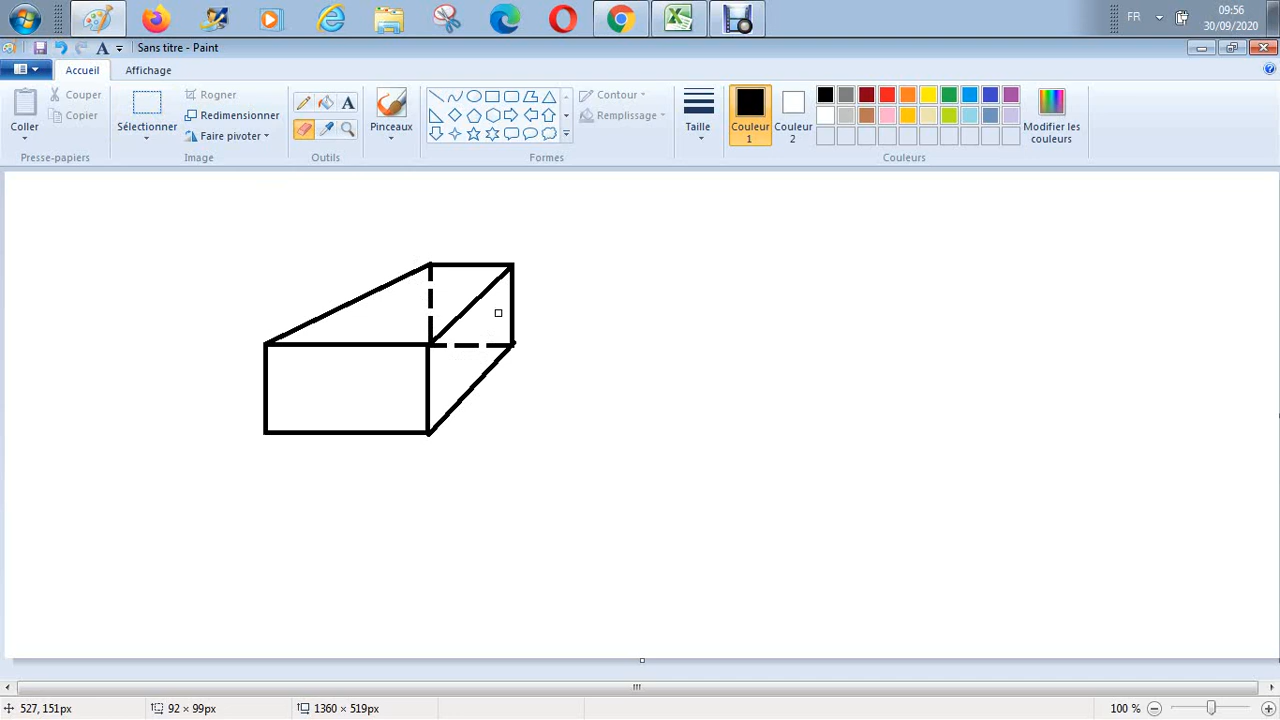 FR
09:56
30/09/2020
Sans titre - Paint
Accueil
Affichage
Coller
Couper
Copier
Presse-papiers
Sélectionner
Rogner
Redimensionner
Faire pivoter
Image
A
Outils
Pinceaux
Contour
Remplissage
Formes
Taille
Couleur 1
Couleur 2
Modifier les couleurs
Couleurs
527, 151px
92 × 99px
1360 × 519px
100 %